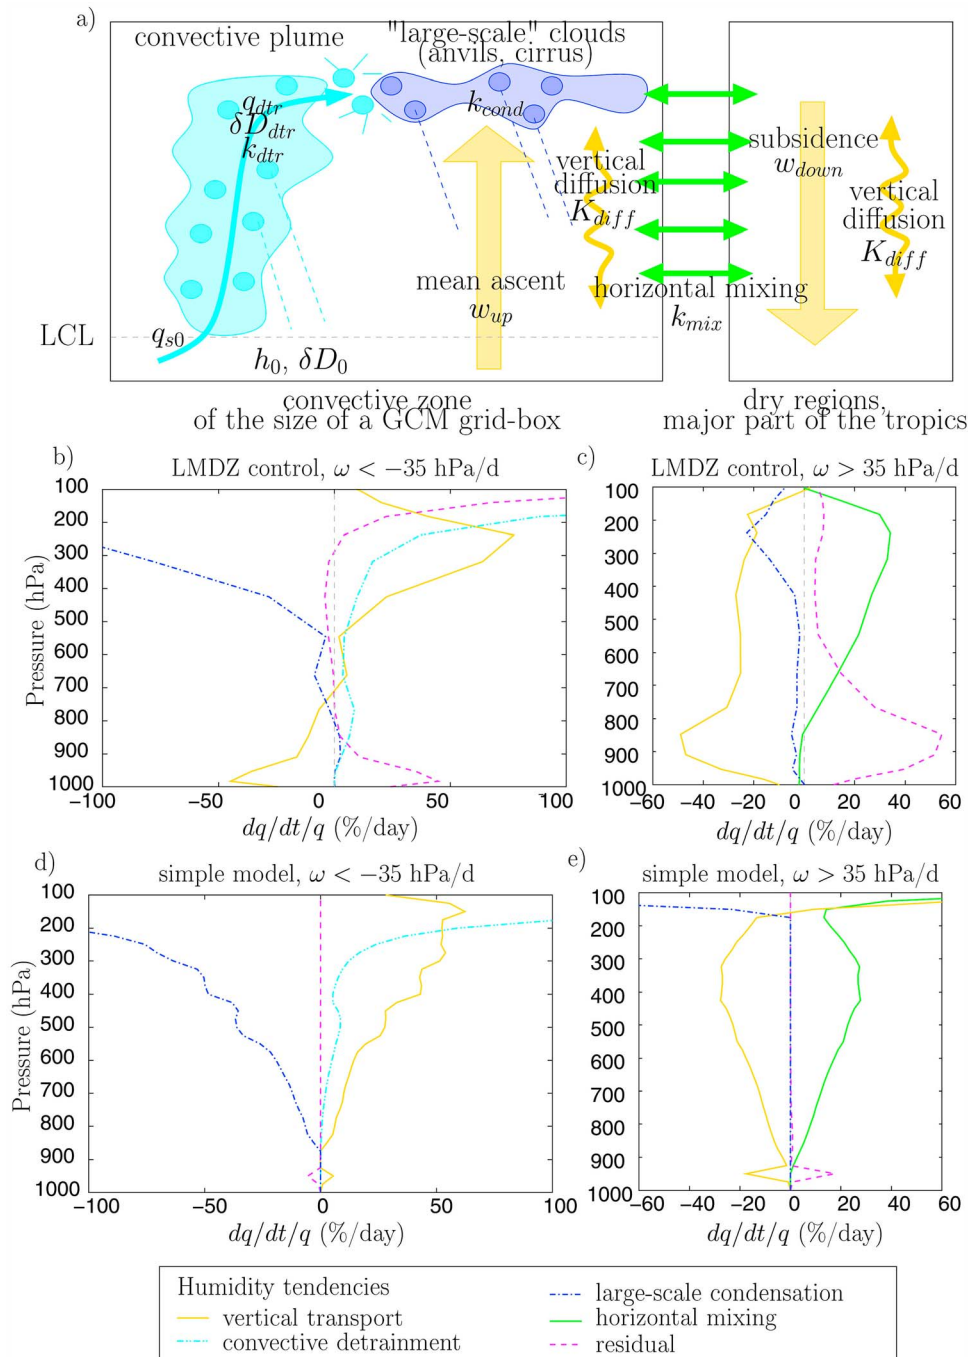 a)
convective plume
"large-scale" clouds
(anvils, cirrus)
q_dtr
δD_dtr
k_dtr
k_cond
vertical
diffusion
K_diff
subsidence
w_down
vertical
diffusion
K_diff
mean ascent
w_up
horizontal mixing
k_mix
LCL
q_s0
h_0, δD_0
convective zone
of the size of a GCM grid-box
dry regions,
major part of the tropics
b)
LMDZ control, ω < −35 hPa/d
100
200
300
400
500
600
700
800
900
1000
Pressure (hPa)
−100 −50 0 50 100
dq/dt/q (%/day)
c)
LMDZ control, ω > 35 hPa/d
100
200
300
400
500
600
700
800
900
1000
−60 −40 −20 0 20 40 60
dq/dt/q (%/day)
d)
simple model, ω < −35 hPa/d
100
200
300
400
500
600
700
800
900
1000
Pressure (hPa)
−100 −50 0 50 100
dq/dt/q (%/day)
e)
simple model, ω > 35 hPa/d
100
200
300
400
500
600
700
800
900
1000
−60 −40 −20 0 20 40 60
dq/dt/q (%/day)
Humidity tendencies
vertical transport
convective detrainment
large-scale condensation
horizontal mixing
residual